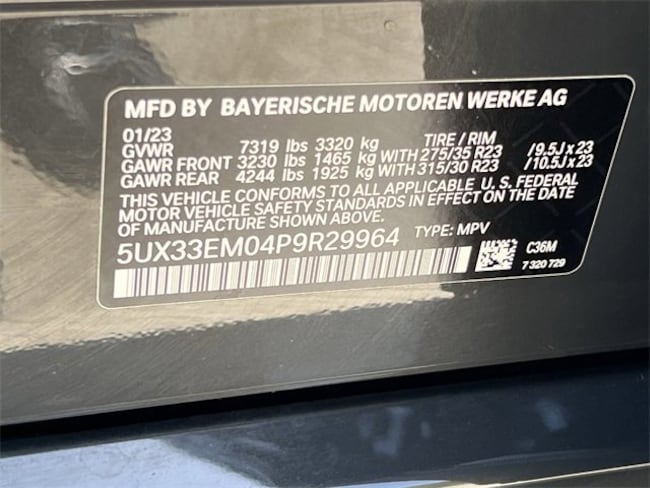 MFD BY BAYERISCHE MOTOREN WERKE AG
01/23 TIRE / RIM
GVWR 7319 lbs 3320 kg
GAWR FRONT 3230 lbs 1465 kg WITH 275/35 R23 /9.5Jx23
GAWR REAR 4244 lbs 1925 kg WITH 315/30 R23 /10.5Jx23
THIS VEHICLE CONFORMS TO ALL APPLICABLE U.S. FEDERAL
MOTOR VEHICLE SAFETY STANDARDS IN EFFECT ON THE DATE
OF MANUFACTURE SHOWN ABOVE.
5UX33EM04P9R29964 TYPE: MPV
C36M
7 320 729